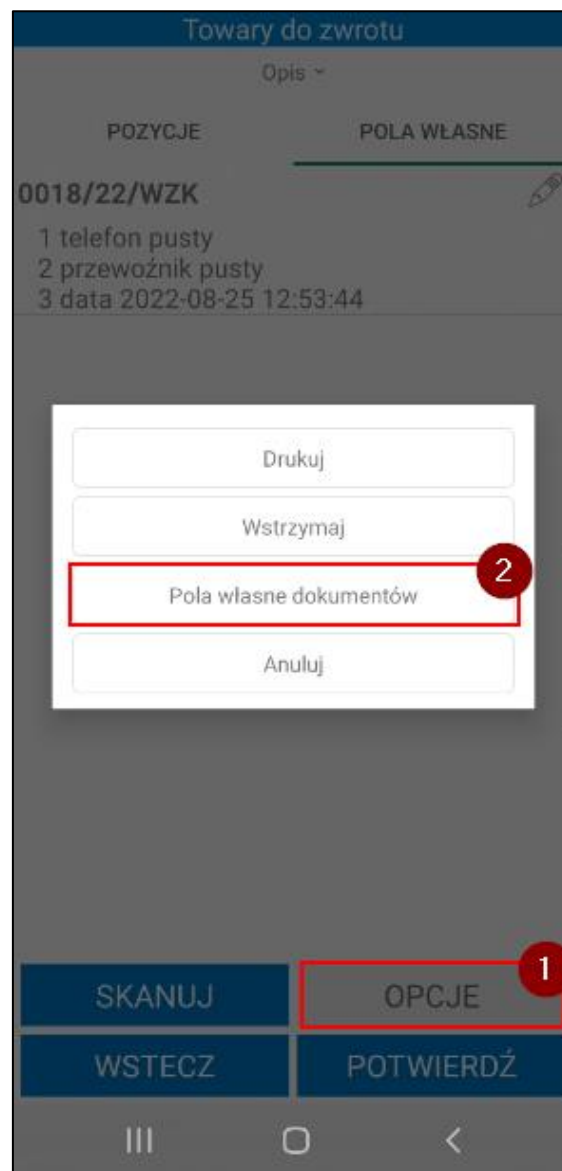 Towary do zwrotu
Opis
POZYCJE POLA WŁASNE
0018/22/WZK
1 telefon pusty
2 przewoźnik pusty
3 data 2022-08-25 12:53:44
Drukuj
Wstrzymaj
2
Pola własne dokumentów
Anuluj
1
SKANUJ OPCJE
WSTECZ POTWIERDŹ